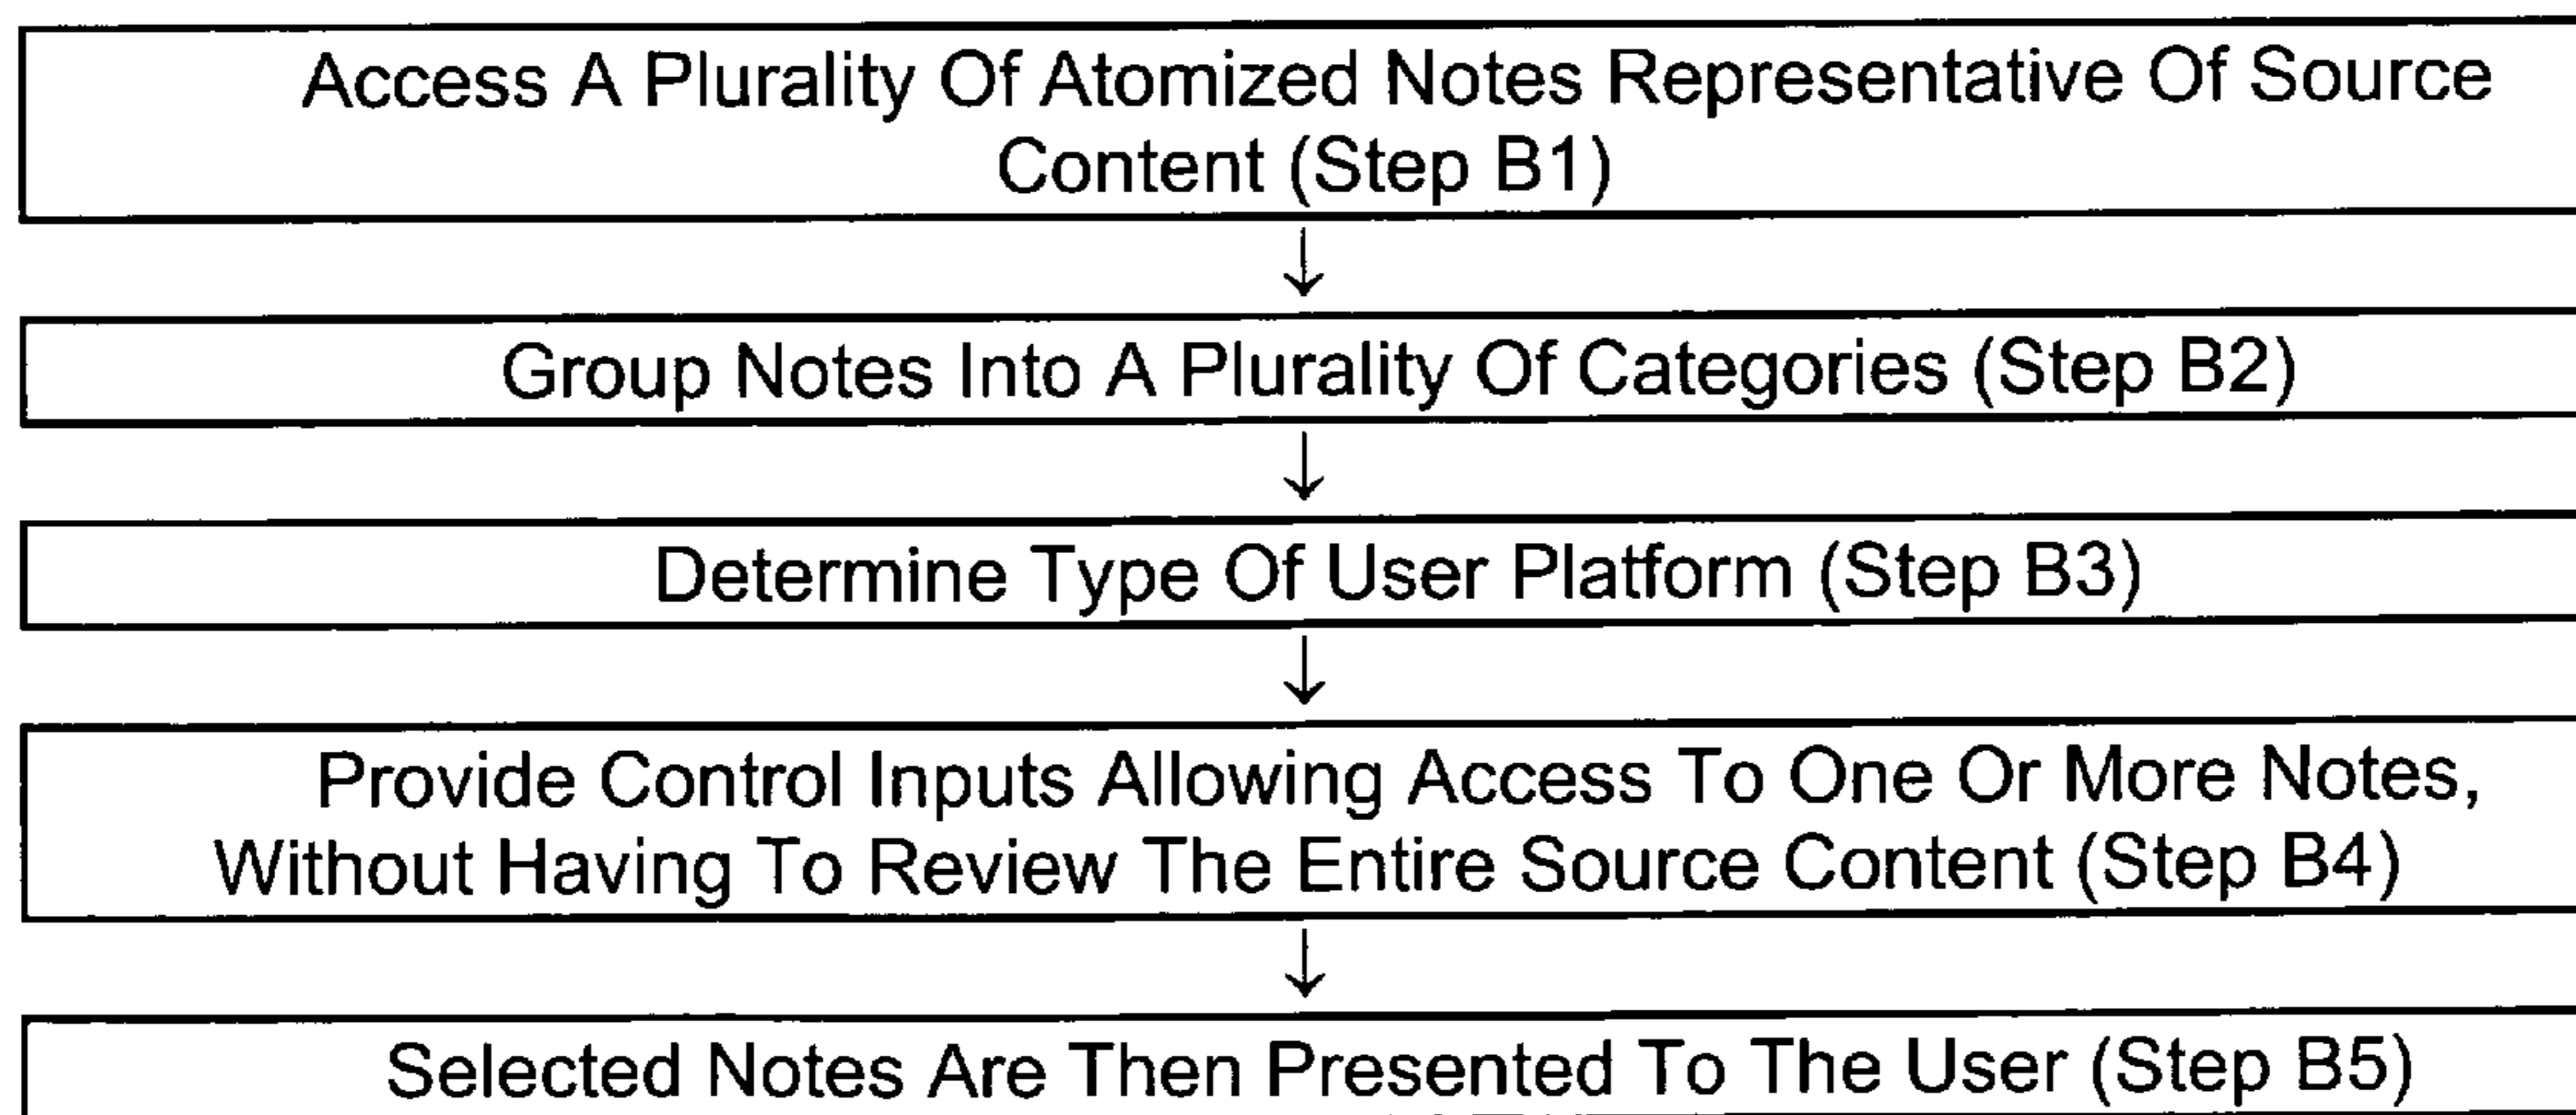 Access A Plurality Of Atomized Notes Representative Of Source
Content (Step B1)
Group Notes Into A Plurality Of Categories (Step B2)
Determine Type Of User Platform (Step B3)
Provide Control Inputs Allowing Access To One Or More Notes,
Without Having To Review The Entire Source Content (Step B4)
Selected Notes Are Then Presented To The User (Step B5)